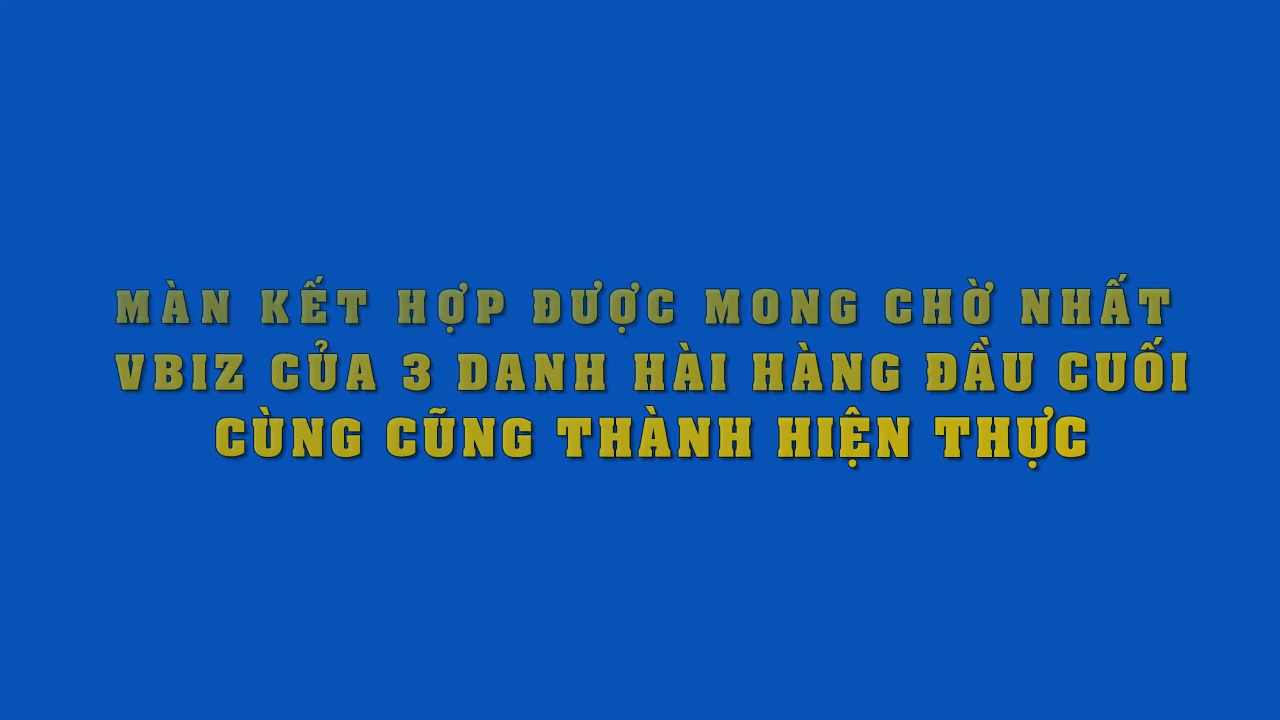 MÀN KẾT HỢP ĐƯỢC MONG CHỜ NHẤT
VBIZ CỦA 3 DANH HÀI HÀNG ĐẦU CUỐI
CÙNG CŨNG THÀNH HIỆN THỰC